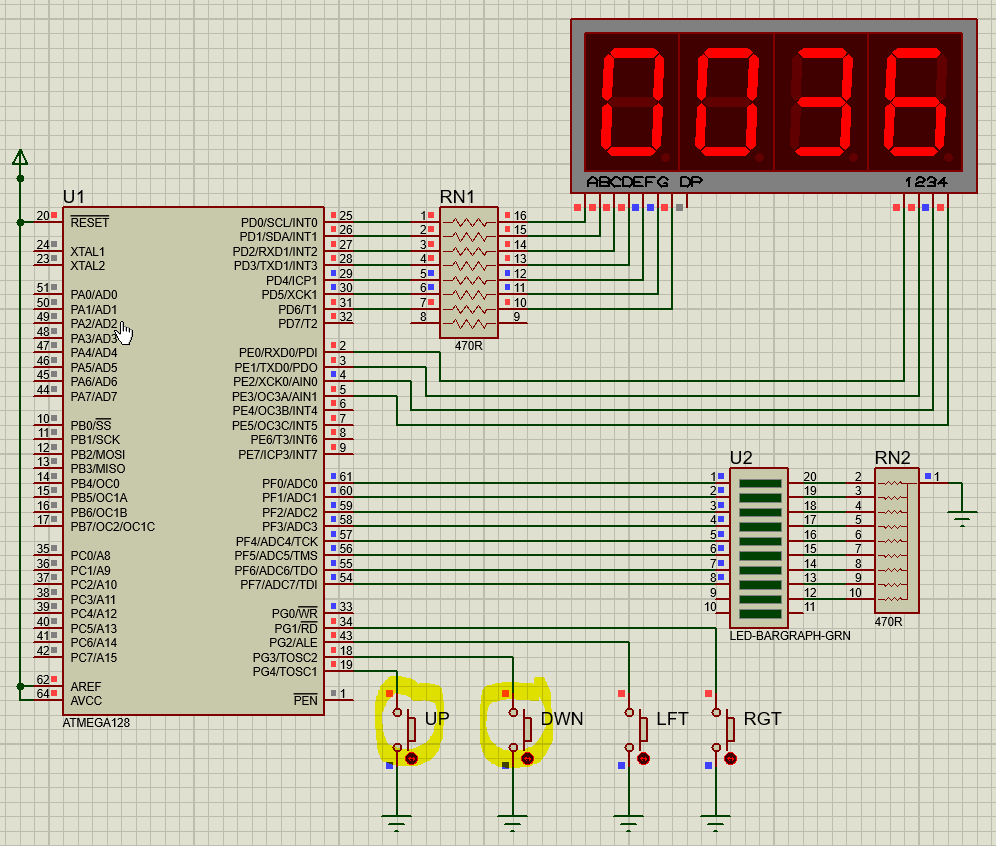 0036
ABCDEFG DP
1234
U1
20
RESET
24
XTAL1
23
XTAL2
51
PA0/AD0
50
PA1/AD1
49
PA2/AD2
48
PA3/AD3
47
PA4/AD4
46
PA5/AD5
45
PA6/AD6
44
PA7/AD7
10
PB0/SS
11
PB1/SCK
12
PB2/MOSI
13
PB3/MISO
14
PB4/OC0
15
PB5/OC1A
16
PB6/OC1B
17
PB7/OC2/OC1C
35
PC0/A8
36
PC1/A9
37
PC2/A10
38
PC3/A11
39
PC4/A12
40
PC5/A13
41
PC6/A14
42
PC7/A15
62
AREF
64
AVCC
PD0/SCL/INT0
25
PD1/SDA/INT1
26
PD2/RXD1/INT2
27
PD3/TXD1/INT3
28
PD4/ICP1
29
PD5/XCK1
30
PD6/T1
31
PD7/T2
32
PE0/RXD0/PDI
2
PE1/TXD0/PDO
3
PE2/XCK0/AIN0
4
PE3/OC3A/AIN1
5
PE4/OC3B/INT4
6
PE5/OC3C/INT5
7
PE6/T3/INT6
8
PE7/ICP3/INT7
9
PF0/ADC0
61
PF1/ADC1
60
PF2/ADC2
59
PF3/ADC3
58
PF4/ADC4/TCK
57
PF5/ADC5/TMS
56
PF6/ADC6/TDO
55
PF7/ADC7/TDI
54
PG0/WR
33
PG1/RD
34
PG2/ALE
43
PG3/TOSC2
18
PG4/TOSC1
19
PEN
1
ATMEGA128
RN1
1
16
2
15
3
14
4
13
5
12
6
11
7
10
8
9
470R
U2
1
20
2
19
3
18
4
17
5
16
6
15
7
14
8
13
9
12
10
11
LED-BARGRAPH-GRN
RN2
2
1
3
4
5
6
7
8
9
10
470R
UP
DWN
LFT
RGT